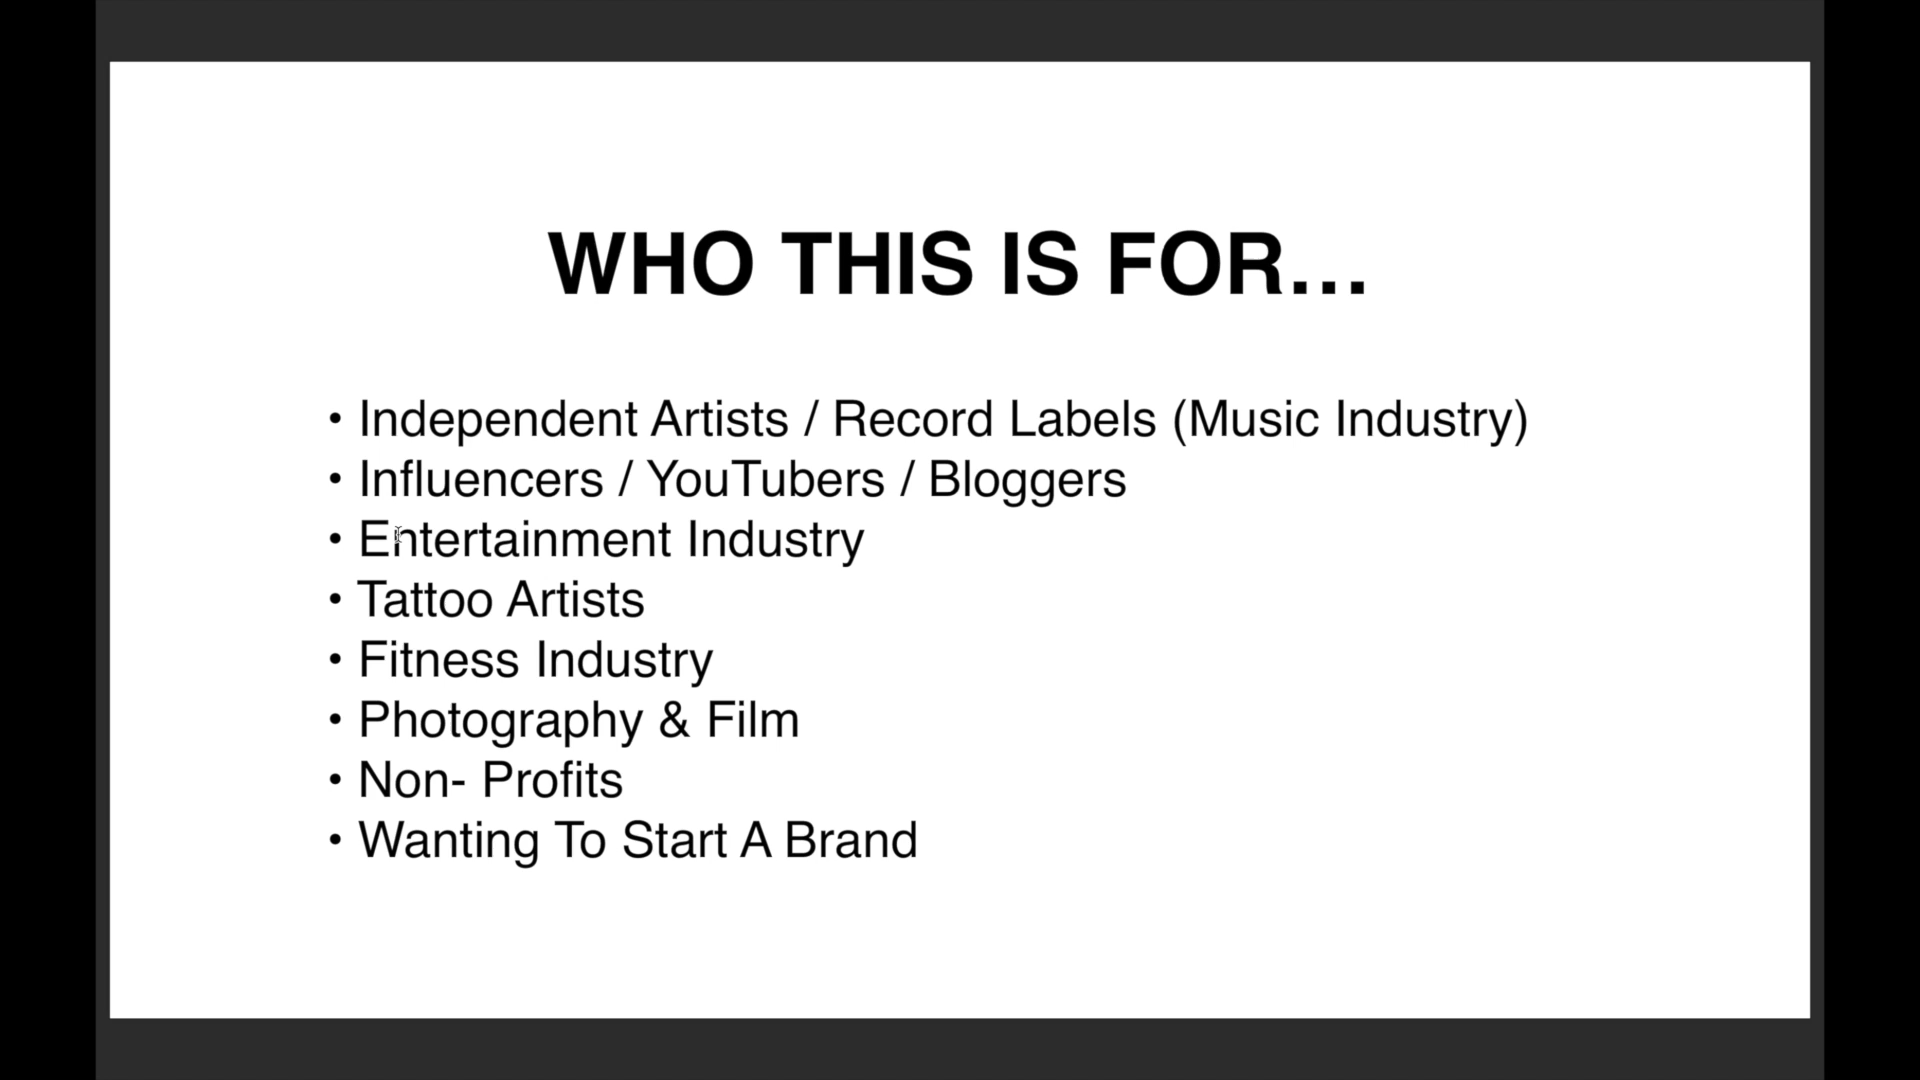 WHO THIS IS FOR...
• Independent Artists / Record Labels (Music Industry)
• Influencers / YouTubers / Bloggers
• Entertainment Industry
• Tattoo Artists
• Fitness Industry
• Photography & Film
• Non- Profits
• Wanting To Start A Brand